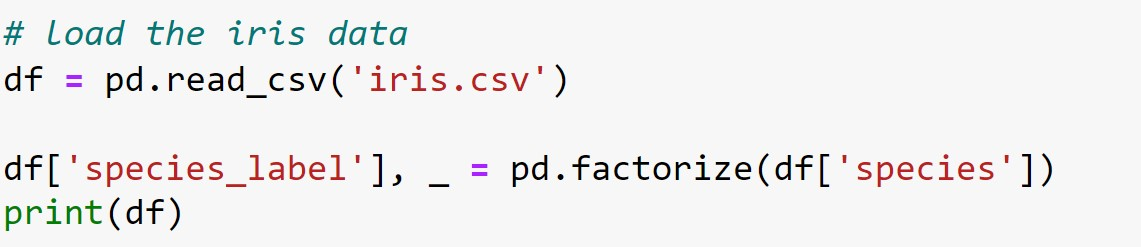 # load the iris data
df = pd.read_csv('iris.csv')
df['species_label'], _ = pd.factorize(df['species'])
print(df)